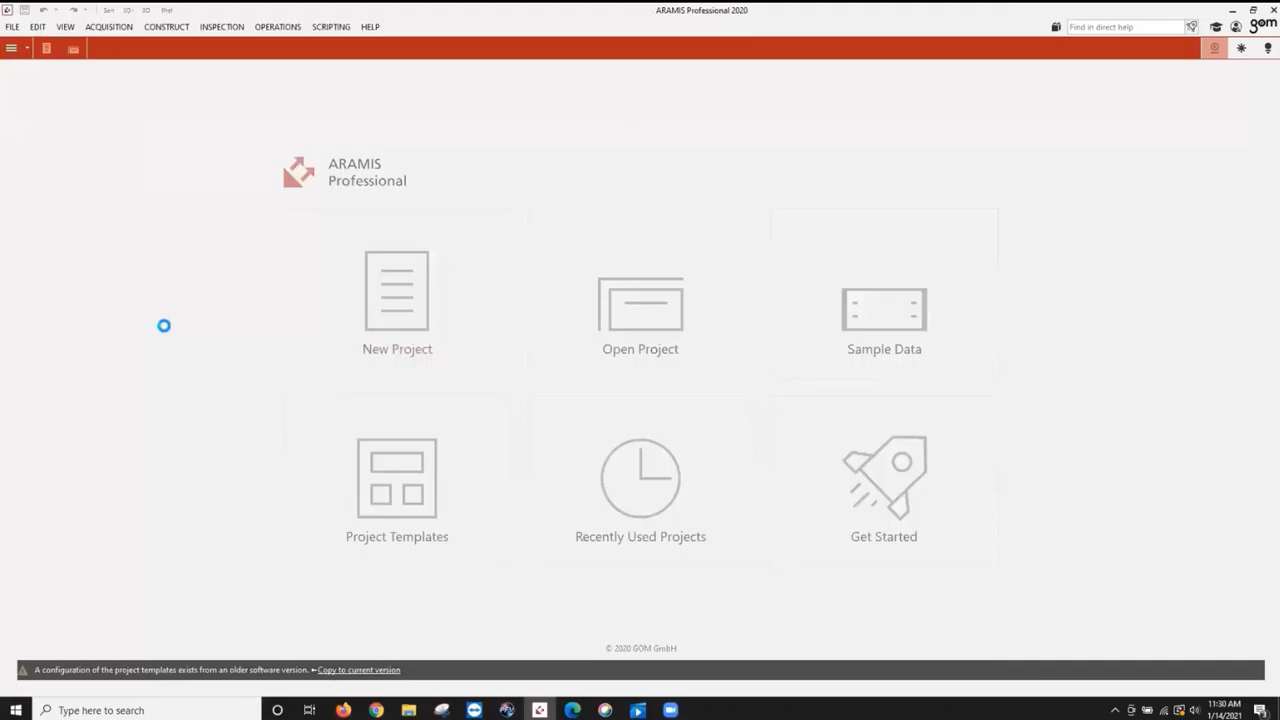 ARAMIS Professional 2020
FILE EDIT VIEW ACQUISITION CONSTRUCT INSPECTION OPERATIONS SCRIPTING HELP
Find in direct help
gom
ARAMIS
Professional
New Project
Open Project
Sample Data
Project Templates
Recently Used Projects
Get Started
© 2020 GOM GmbH
A configuration of the project templates exists from an older software version. Copy to current version
Type here to search
11:30 AM
1/14/2021